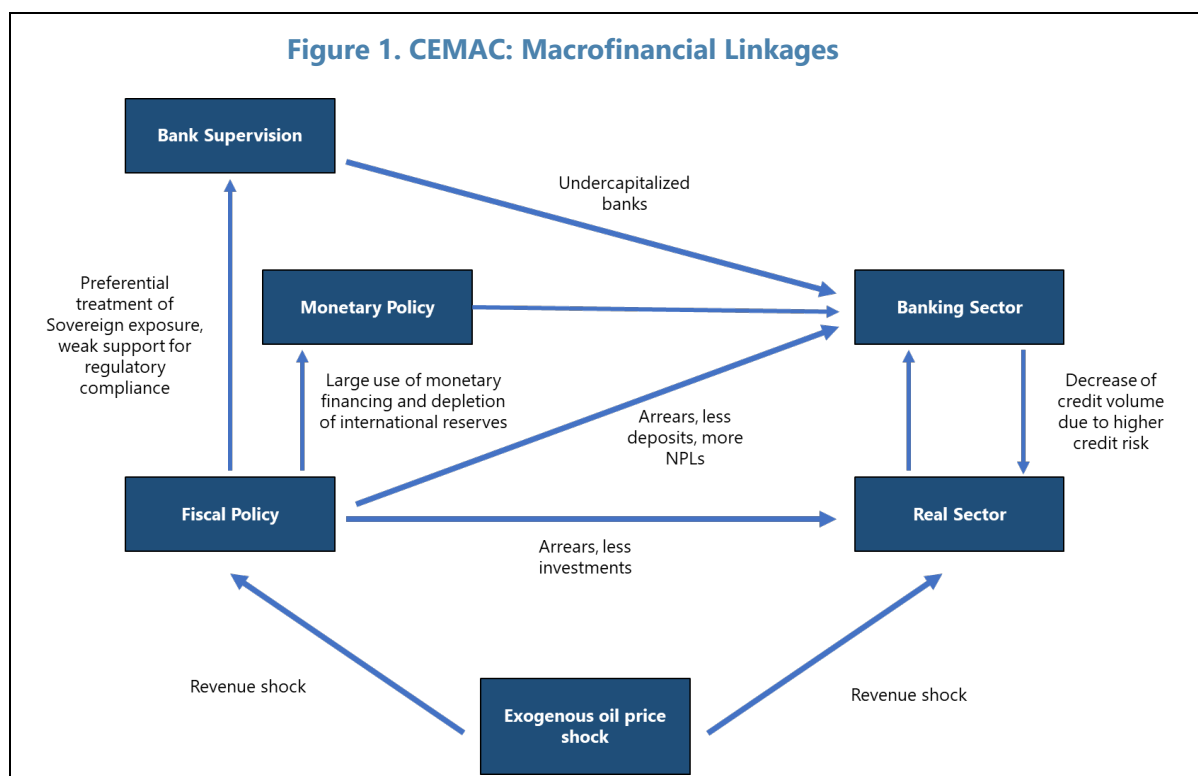 Figure 1. CEMAC: Macrofinancial Linkages
Bank Supervision
Undercapitalized
banks
Preferential
treatment of
Sovereign exposure,
weak support for
regulatory
compliance
Monetary Policy
Banking Sector
Large use of monetary
financing and depletion
of international reserves
Arrears, less
deposits, more
NPLs
Decrease of
credit volume
due to higher
credit risk
Fiscal Policy
Real Sector
Arrears, less
investments
Revenue shock
Exogenous oil price
shock
Revenue shock